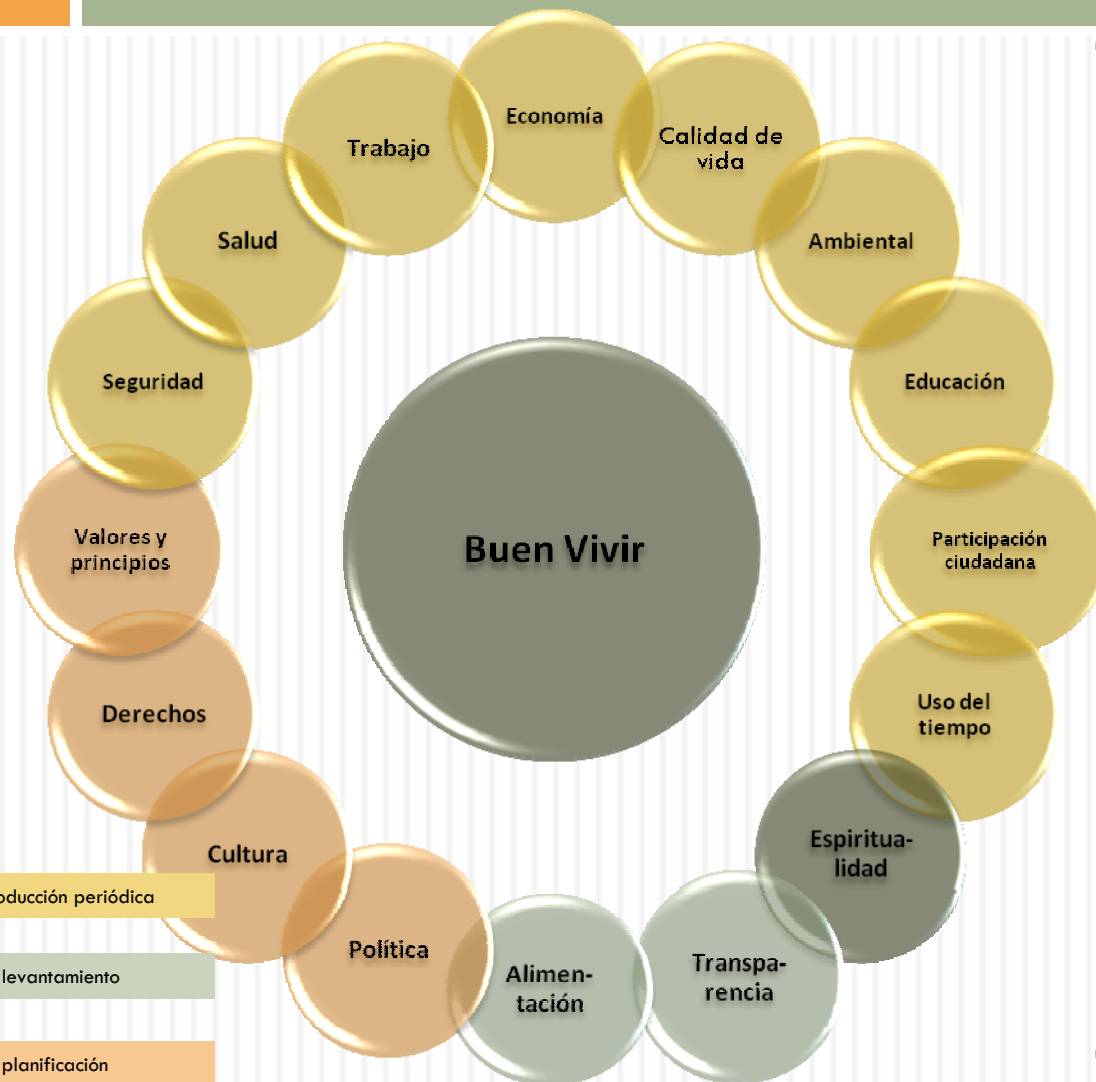 Economía
Trabajo
Calidad de
vida
Salud
Ambiental
Seguridad
Educación
Valores y
principios
Buen Vivir
Participación
ciudadana
Derechos
Uso del
tiempo
Cultura
Espiritua-
lidad
Política
Alimen-
tación
Transpa-
rencia
periódica
levantamiento
planificación